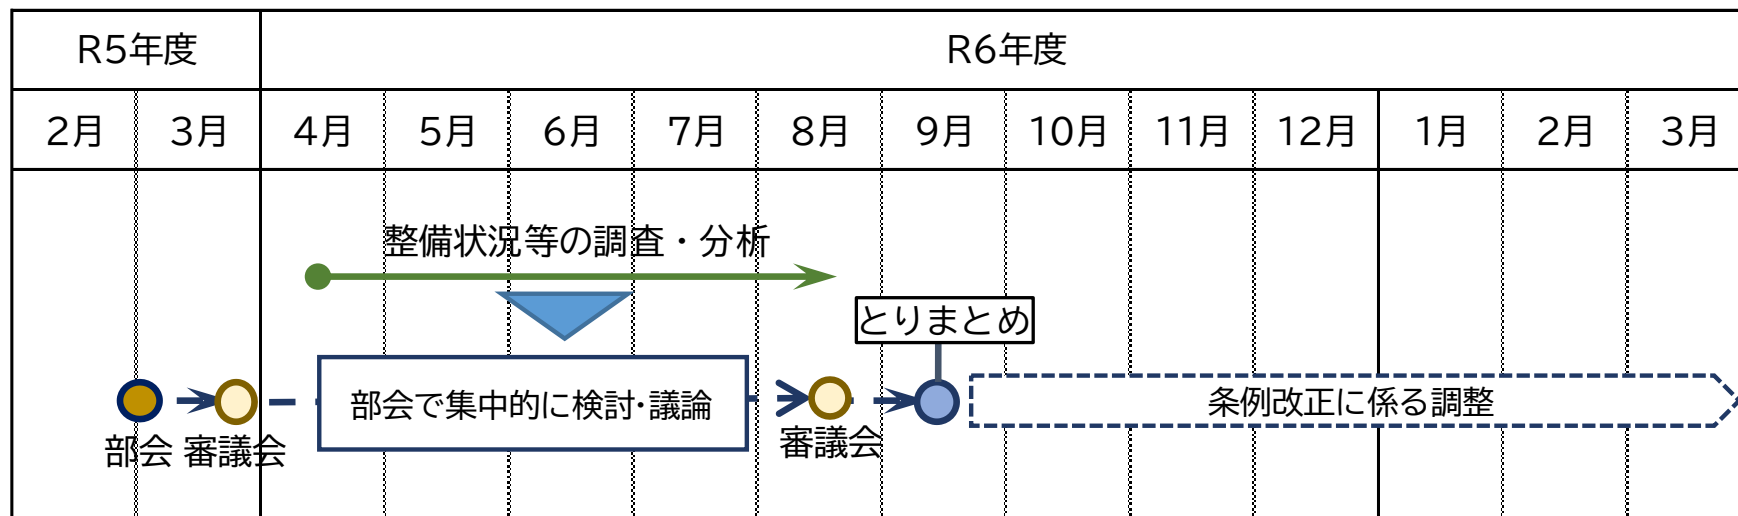 R5年度
R6年度
2月
3月
4月
5月
6月
7月
8月
9月
10月
11月
12月
1月
2月
3月
整備状況等の調査・分析
とりまとめ
部会で集中的に検討・議論
条例改正に係る調整
部会
審議会
審議会